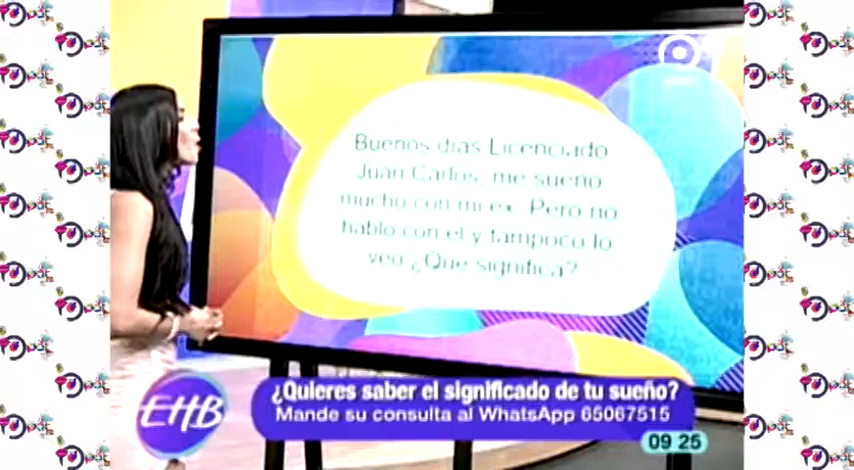 Buenos días Licenciado
Juan Carlos, me sueño
mucho con mi ex. Pero no
hablo con el y tampoco lo
veo ¿Que significa?
¿Quieres saber el significado de tu sueño?
EHB
Mande su consulta al WhatsApp 65067515
09 25